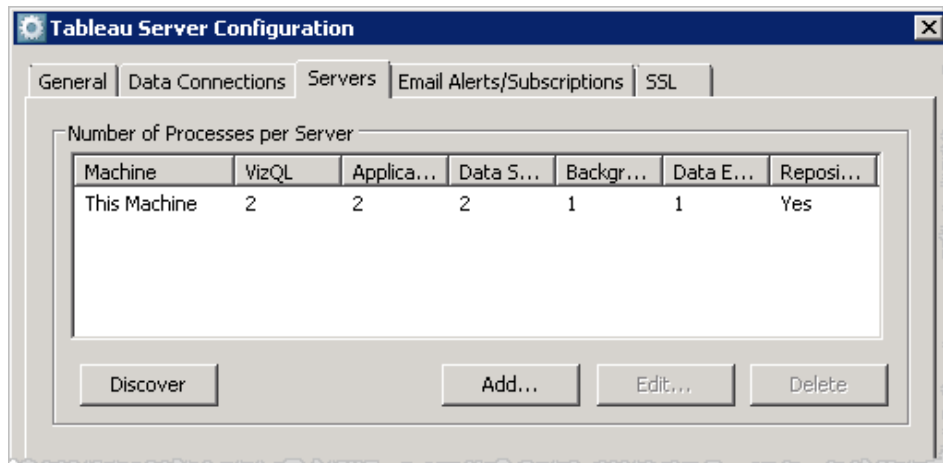 Tableau Server Configuration
General Data Connections Servers Email Alerts/Subscriptions SSL
Number of Processes per Server
Machine VizQL Applica... Data S... Backgr... Data E... Reposi...
This Machine 2 2 2 1 1 Yes
Discover Add... Edit... Delete